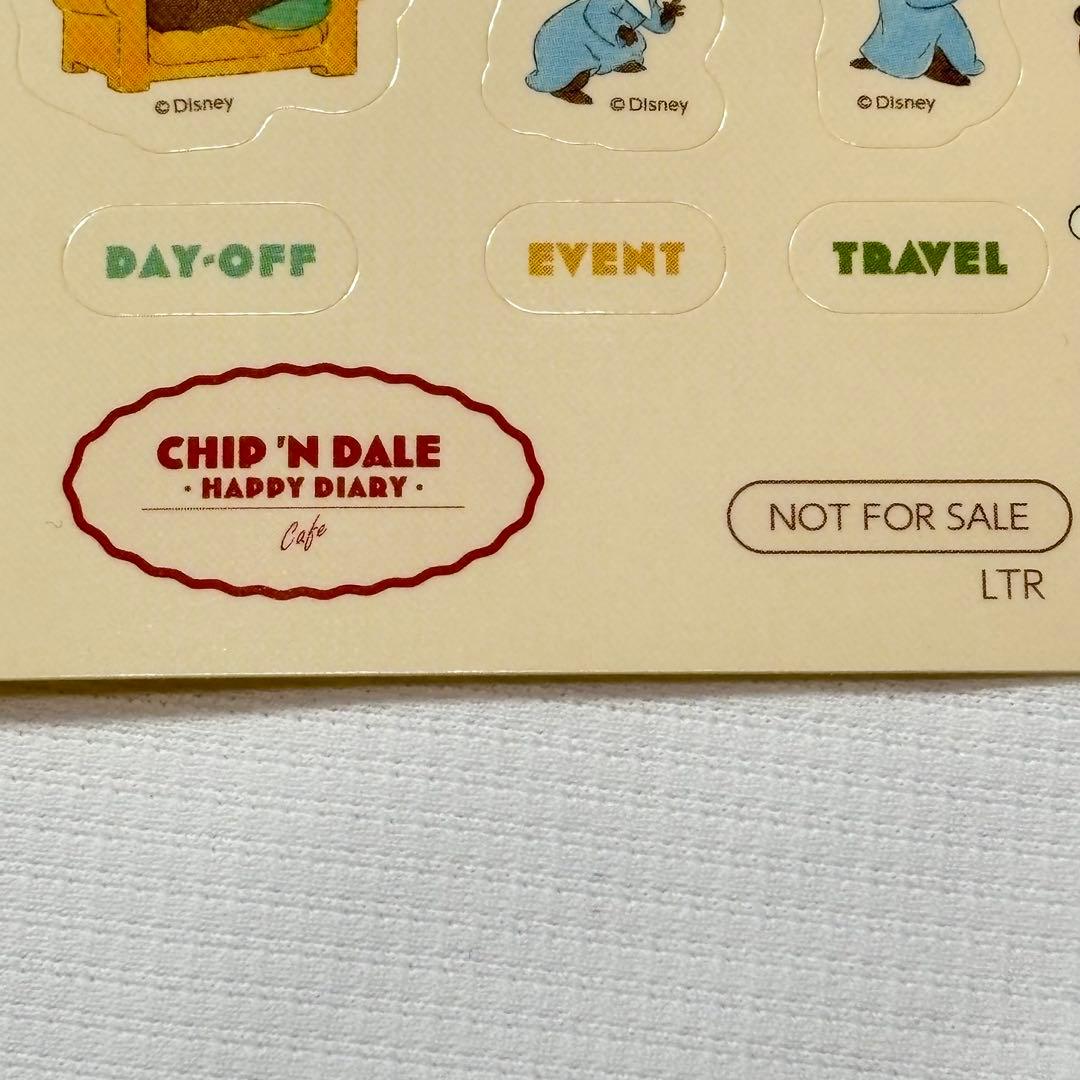 © Disney
© Disney
© Disney
DAY-OFF
EVENT
TRAVEL
CHIP 'N DALE
· HAPPY DIARY ·
Cafe
NOT FOR SALE
LTR